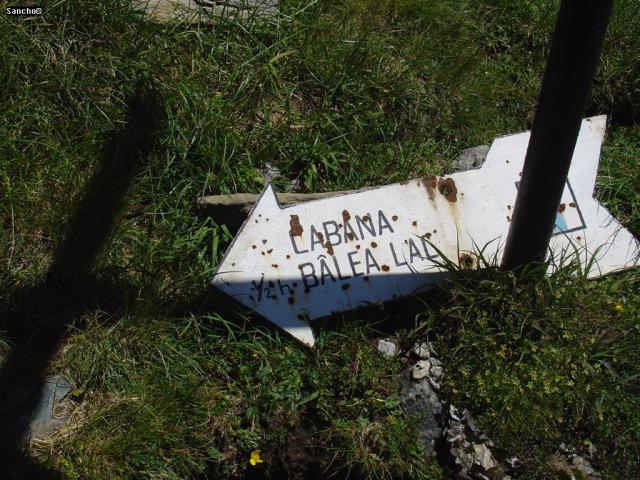 Sancho©
CABANA
BÂLEA LAC
1/2 h